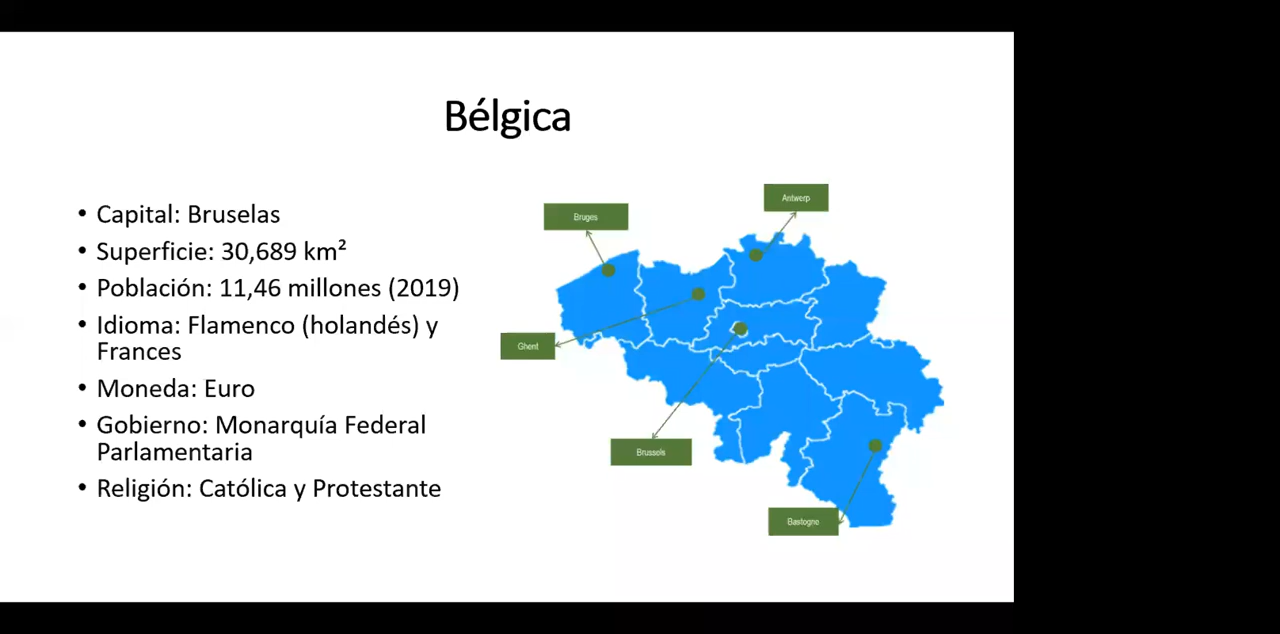 Bélgica
• Capital: Bruselas
• Superficie: 30,689 km²
• Población: 11,46 millones (2019)
• Idioma: Flamenco (holandés) y
Frances
• Moneda: Euro
• Gobierno: Monarquía Federal
Parlamentaria
• Religión: Católica y Protestante
Bruges
Antwerp
Ghent
Brussels
Bastogne